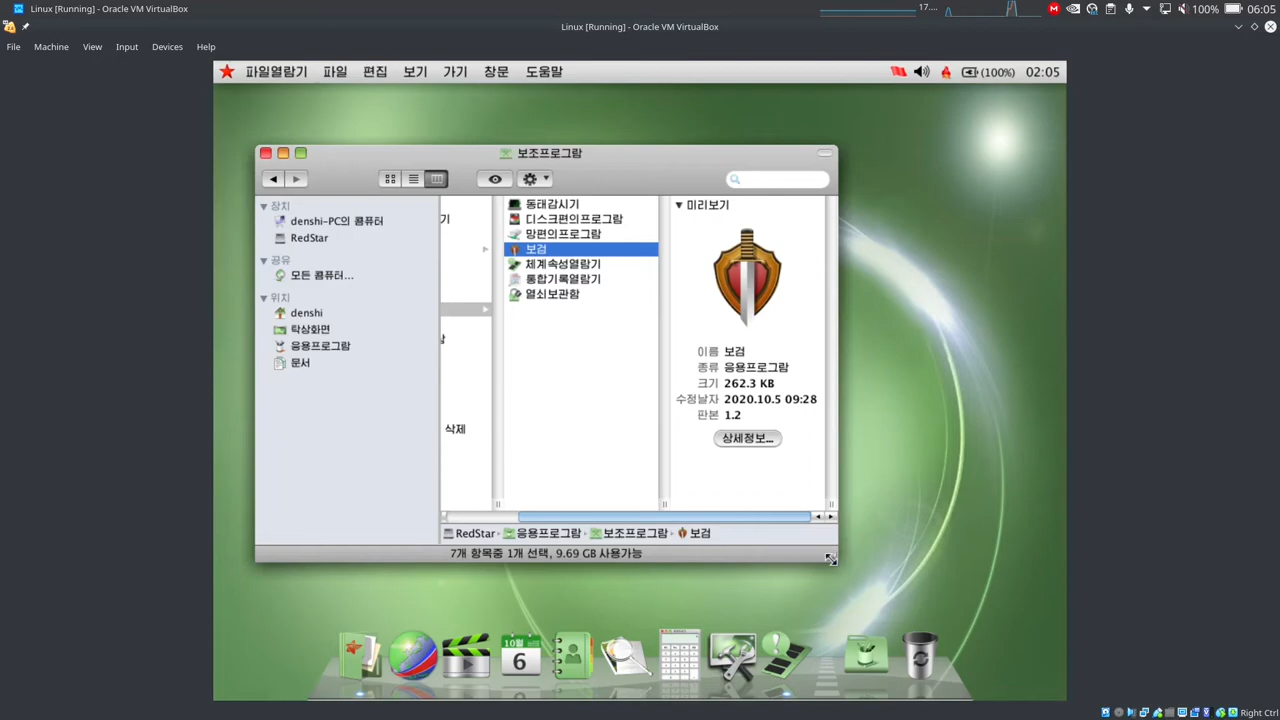 Linux [Running] - Oracle VM VirtualBox
17....
100%
06:05
Linux [Running] - Oracle VM VirtualBox
File Machine View Input Devices Help
파일열람기 파일 편집 보기 가기 창문 도움말
(100%) 02:05
보조프로그람
장치
denshi-PC의 콤퓨터
RedStar
공유
모든 콤퓨터...
위치
denshi
탁상화면
응용프로그람
문서
삭제
동태감시기
디스크편의프로그람
망편의프로그람
보검
체계속성열람기
통합기록열람기
열쇠보관함
미리보기
이름 보검
종류 응용프로그람
크기 262.3 KB
수정날자 2020.10.5 09:28
판본 1.2
상세정보...
RedStar 응용프로그람 보조프로그람 보검
7개 항목중 1개 선택, 9.69 GB 사용가능
10월
6
Right Ctrl